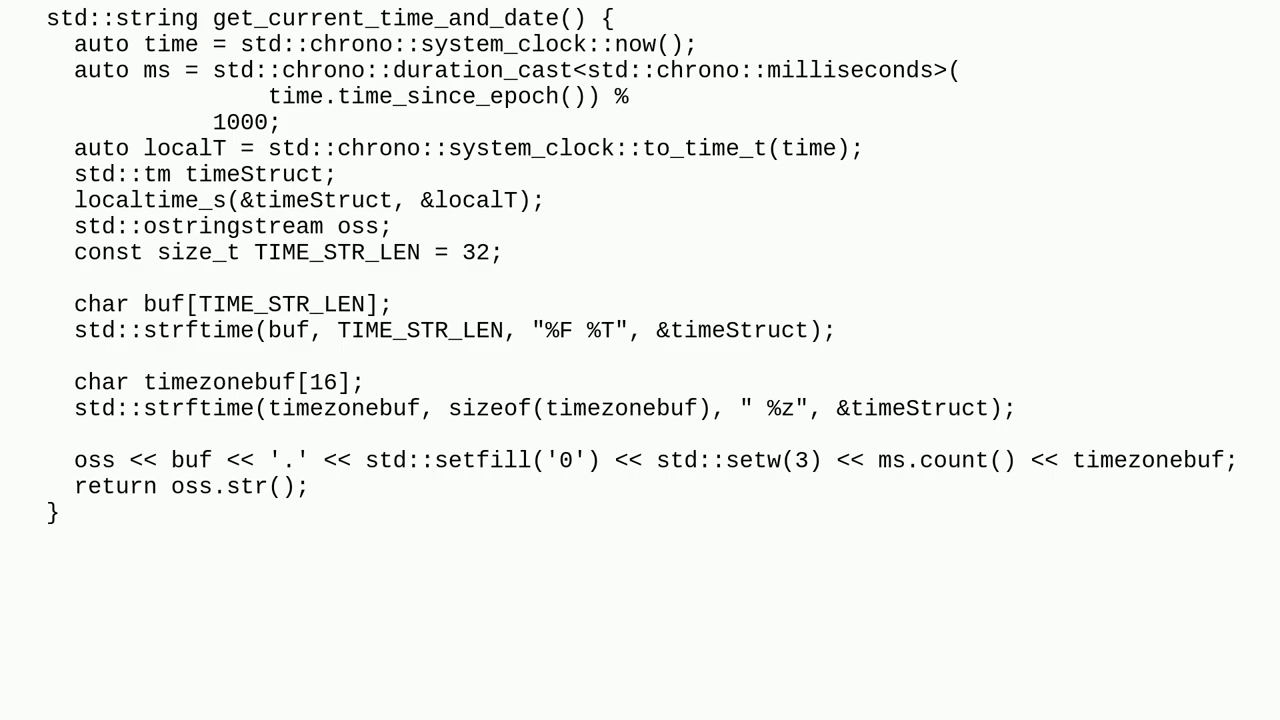 std::string get_current_time_and_date() {
  auto time = std::chrono::system_clock::now();
  auto ms = std::chrono::duration_cast<std::chrono::milliseconds>(
                time.time_since_epoch()) %
            1000;
  auto localT = std::chrono::system_clock::to_time_t(time);
  std::tm timeStruct;
  localtime_s(&timeStruct, &localT);
  std::ostringstream oss;
  const size_t TIME_STR_LEN = 32;

  char buf[TIME_STR_LEN];
  std::strftime(buf, TIME_STR_LEN, "%F %T", &timeStruct);

  char timezonebuf[16];
  std::strftime(timezonebuf, sizeof(timezonebuf), " %z", &timeStruct);

  oss << buf << '.' << std::setfill('0') << std::setw(3) << ms.count() << timezonebuf;
  return oss.str();
}